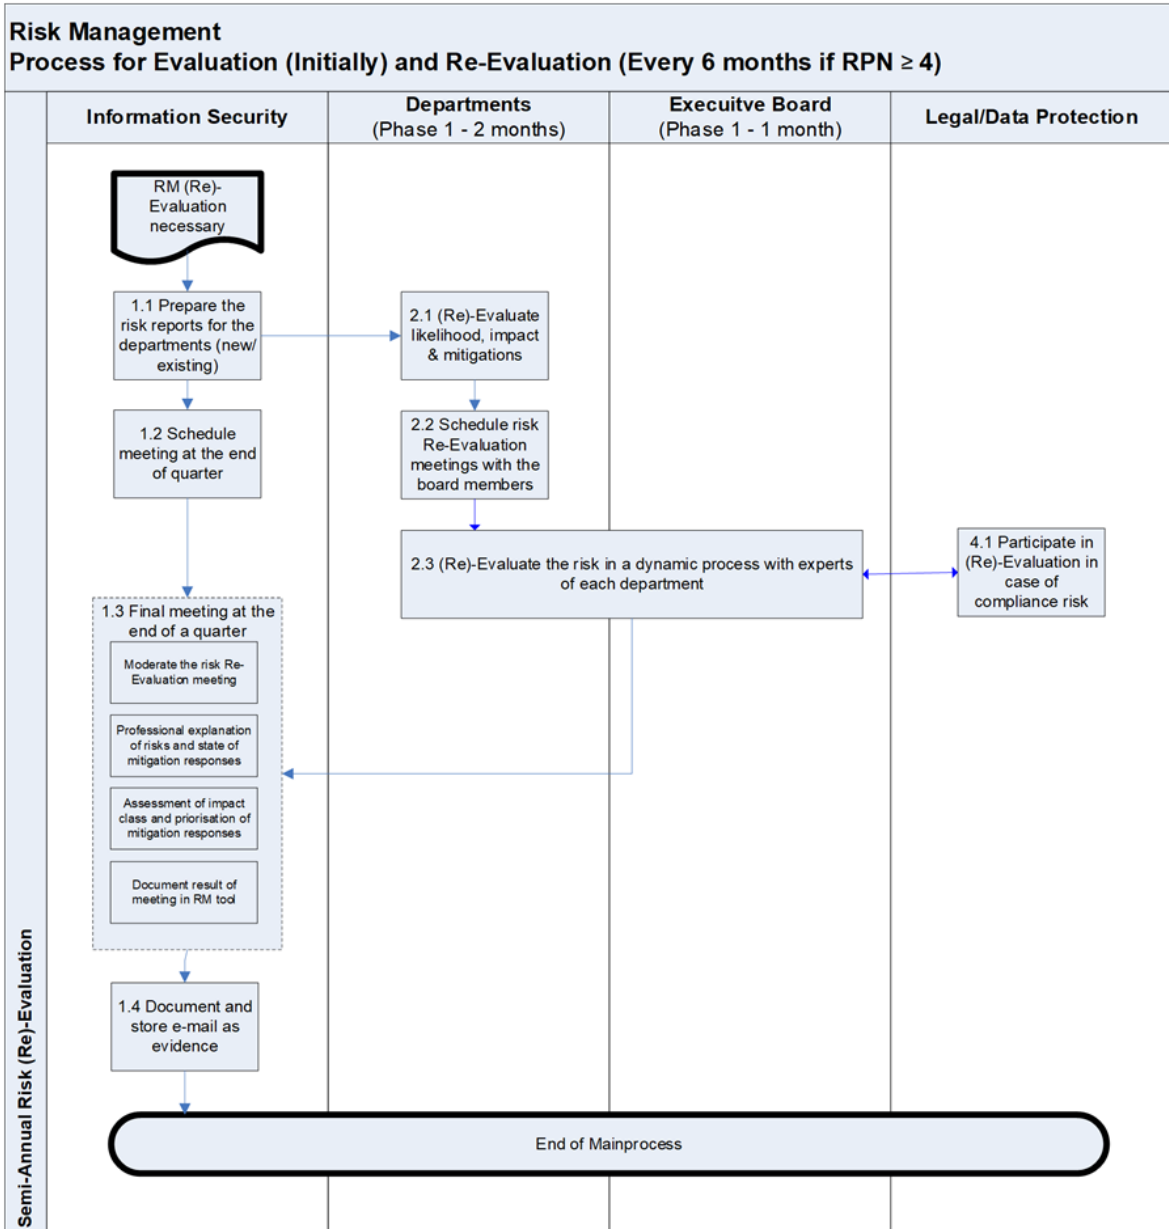 Risk Management
Process for Evaluation (Initially) and Re-Evaluation (Every 6 months if RPN ≥ 4)
Information Security
Departments
(Phase 1 - 2 months)
Execuitve Board
(Phase 1 - 1 month)
Legal/Data Protection
RM (Re)-
Evaluation
necessary
1.1 Prepare the
risk reports for the
departments (new/
existing)
2.1 (Re)-Evaluate
likelihood, impact
& mitigations
1.2 Schedule
meeting at the end
of quarter
2.2 Schedule risk
Re-Evaluation
meetings with the
board members
2.3 (Re)-Evaluate the risk in a dynamic process with experts
of each department
4.1 Participate in
(Re)-Evaluation in
case of
compliance risk
1.3 Final meeting at the
end of a quarter
Moderate the risk Re-
Evaluation meeting
Professional explanation
of risks and state of
mitigation responses
Assessment of impact
class and priorisation of
mitigation responses
Document result of
meeting in RM tool
1.4 Document and
store e-mail as
evidence
End of Mainprocess
Semi-Annual Risk (Re)-Evaluation